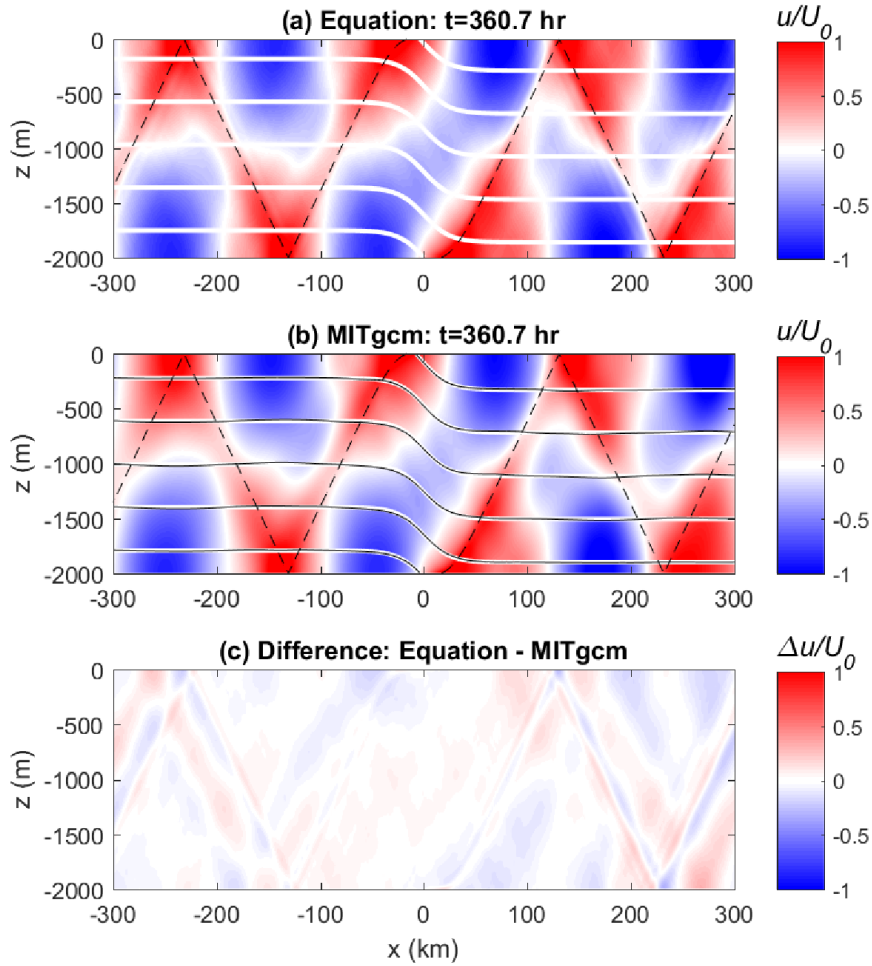 (a) Equation: t=360.7 hr
u/U0
0
-500
-1000
-1500
-2000
z (m)
-300 -200 -100 0 100 200 300
1
0.5
0
-0.5
-1
(b) MITgcm: t=360.7 hr
u/U0
0
-500
-1000
-1500
-2000
z (m)
-300 -200 -100 0 100 200 300
1
0.5
0
-0.5
-1
(c) Difference: Equation - MITgcm
Δu/U0
0
-500
-1000
-1500
-2000
z (m)
-300 -200 -100 0 100 200 300
x (km)
1
0.5
0
-0.5
-1